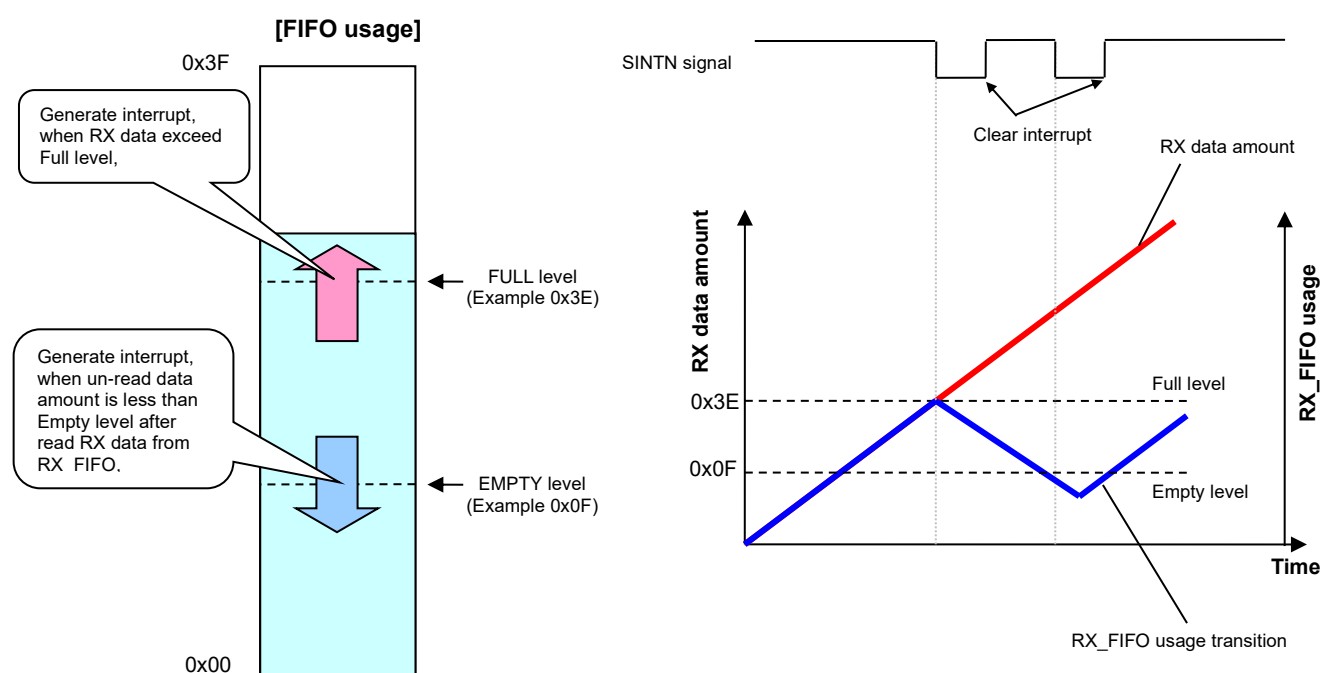 [FIFO usage]
0x3F
Generate interrupt,
when RX data exceed
Full level,
FULL level
(Example 0x3E)
Generate interrupt,
when un-read data
amount is less than
Empty level after
read RX data from
RX_FIFO.
EMPTY level
(Example 0x0F)
0x00
SINTN signal
Clear interrupt
RX data amount
RX data amount
RX_FIFO usage
0x3E
Full level
0x0F
Empty level
Time
RX_FIFO usage transition